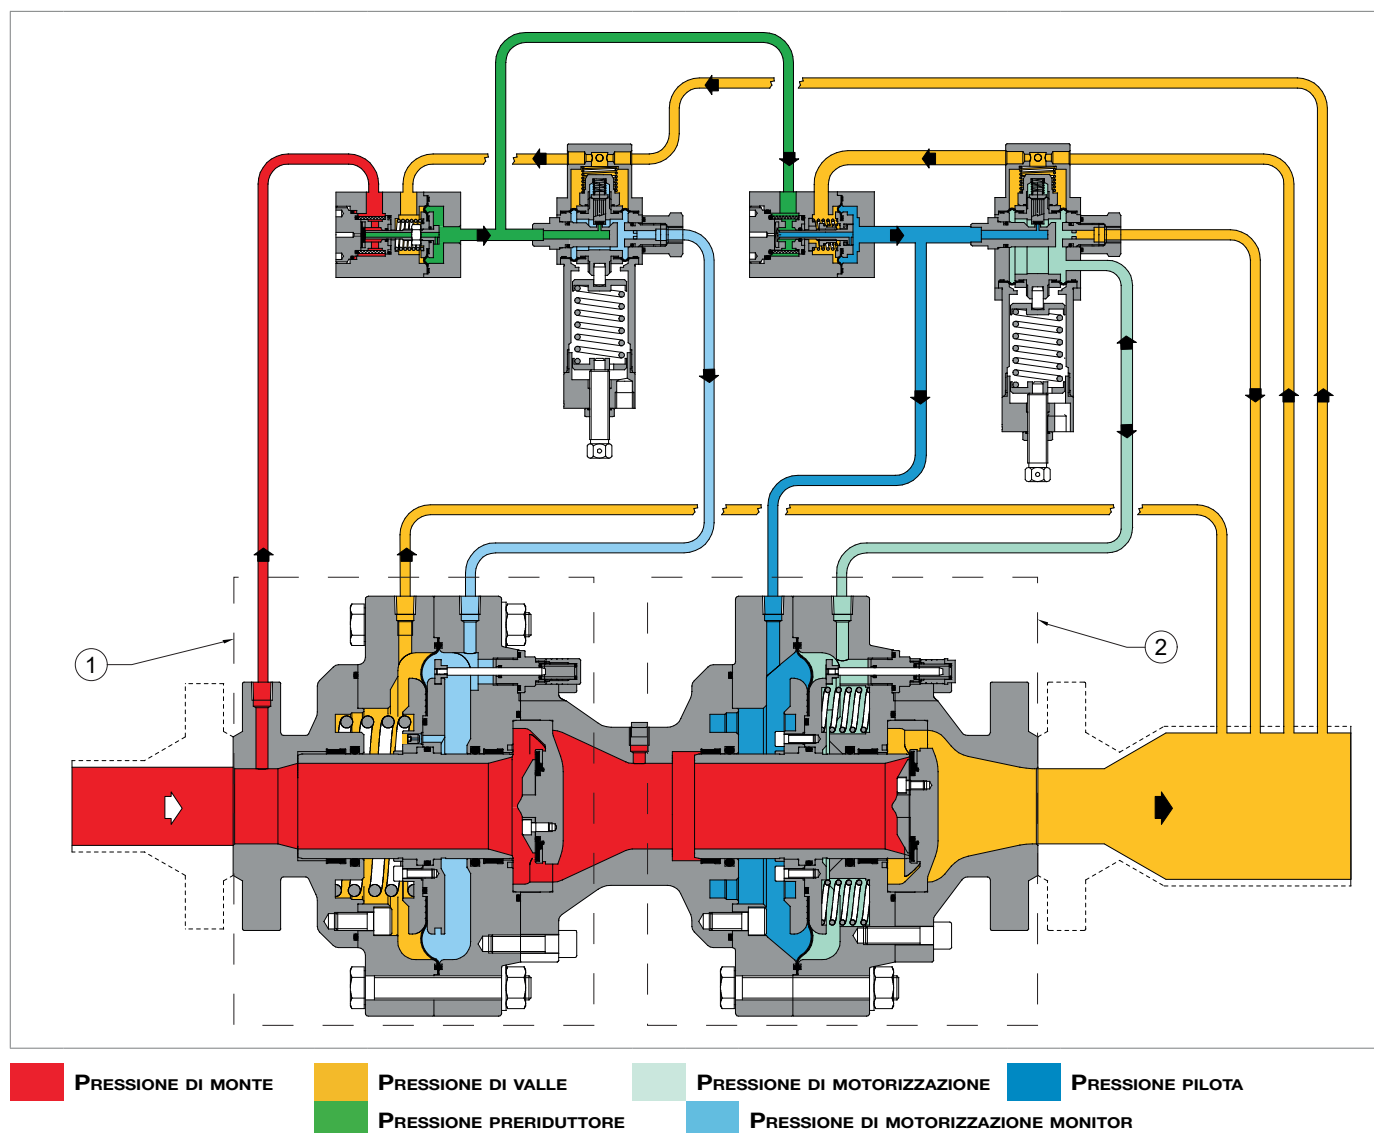 1
2
PRESSIONE DI MONTE
PRESSIONE DI VALLE
PRESSIONE DI MOTORIZZAZIONE
PRESSIONE PILOTA
PRESSIONE PRERIDUTTORE
PRESSIONE DI MOTORIZZAZIONE MONITOR